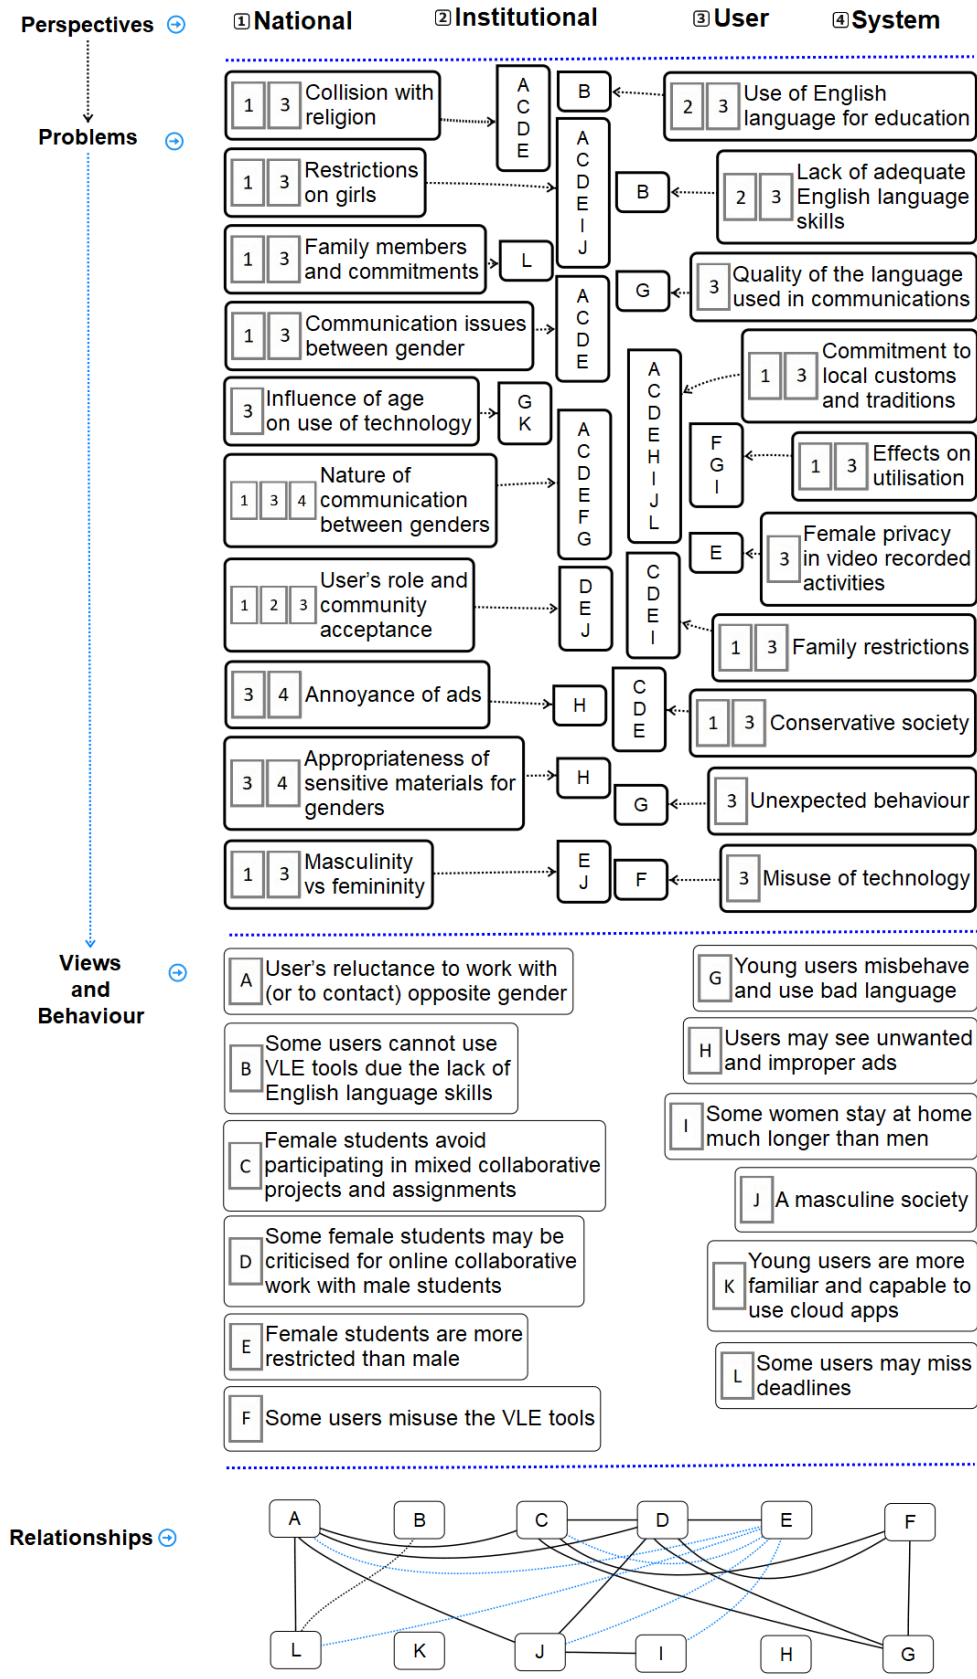 Perspectives
1 National
2 Institutional
3 User
4 System
Problems
1 3 Collision with
religion
A
C
D
E
B
2 3 Use of English
language for education
1 3 Restrictions
on girls
A
C
D
E
I
J
B
2 3 Lack of adequate
English language
skills
1 3 Family members
and commitments
L
G
3 Quality of the language
used in communications
1 3 Communication issues
between gender
A
C
D
E
A
C
D
E
H
I
J
L
1 3 Commitment to
local customs
and traditions
3 Influence of age
on use of technology
G
K
F
G
I
1 3 Effects on
utilisation
1 3 4 Nature of
communication
between genders
A
C
D
E
F
G
E
3 Female privacy
in video recorded
activities
1 2 3 User's role and
community
acceptance
D
E
J
C
D
E
I
1 3 Family restrictions
3 4 Annoyance of ads
H
C
D
E
1 3 Conservative society
3 4 Appropriateness of
sensitive materials for
genders
H
G
3 Unexpected behaviour
1 3 Masculinity
vs femininity
E
J
F
3 Misuse of technology
Views
and
Behaviour
A User's reluctance to work with
(or to contact) opposite gender
B Some users cannot use
VLE tools due the lack of
English language skills
C Female students avoid
participating in mixed collaborative
projects and assignments
D Some female students may be
criticised for online collaborative
work with male students
E Female students are more
restricted than male
F Some users misuse the VLE tools
G Young users misbehave
and use bad language
H Users may see unwanted
and improper ads
I Some women stay at home
much longer than men
J A masculine society
K Young users are more
familiar and capable to
use cloud apps
L Some users may miss
deadlines
Relationships
A B C D E F
L K J I H G